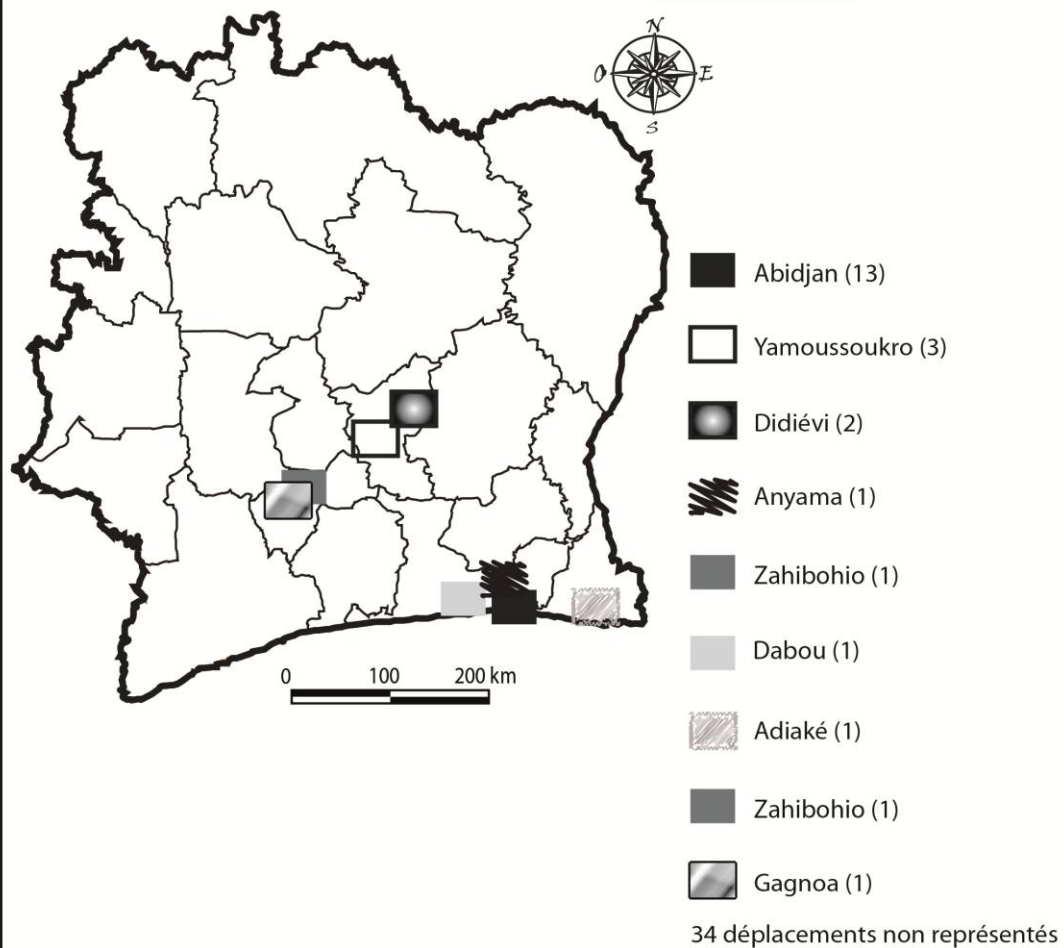 N
O E
S
Abidjan (13)
Yamoussoukro (3)
Didiévi (2)
Anyama (1)
Zahibohio (1)
Dabou (1)
Adiaké (1)
Zahibohio (1)
Gagnoa (1)
0 100 200 km
34 déplacements non représentés